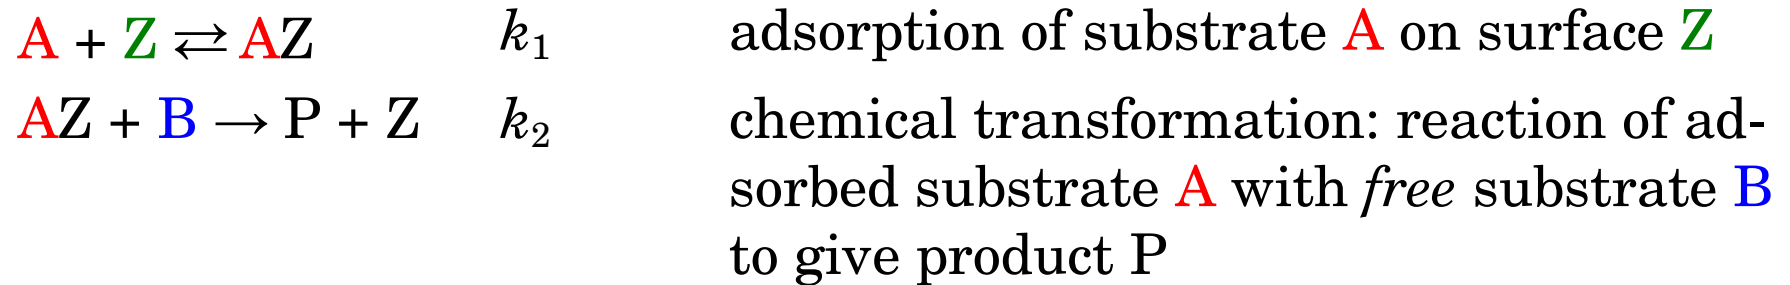 A + Z ⇄ AZ k₁ adsorption of substrate A on surface Z
AZ + B → P + Z k₂ chemical transformation: reaction of ad-
sorbed substrate A with free substrate B
to give product P